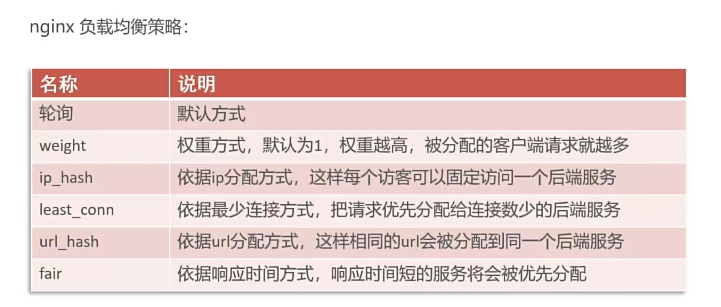 nginx 负载均衡策略：
名称 说明
轮询 默认方式
weight 权重方式，默认为1，权重越高，被分配的客户端请求就越多
ip_hash 依据ip分配方式，这样每个访客可以固定访问一个后端服务
least_conn 依据最少连接方式，把请求优先分配给连接数少的后端服务
url_hash 依据url分配方式，这样相同的url会被分配到同一个后端服务
fair 依据响应时间方式，响应时间短的服务将会被优先分配